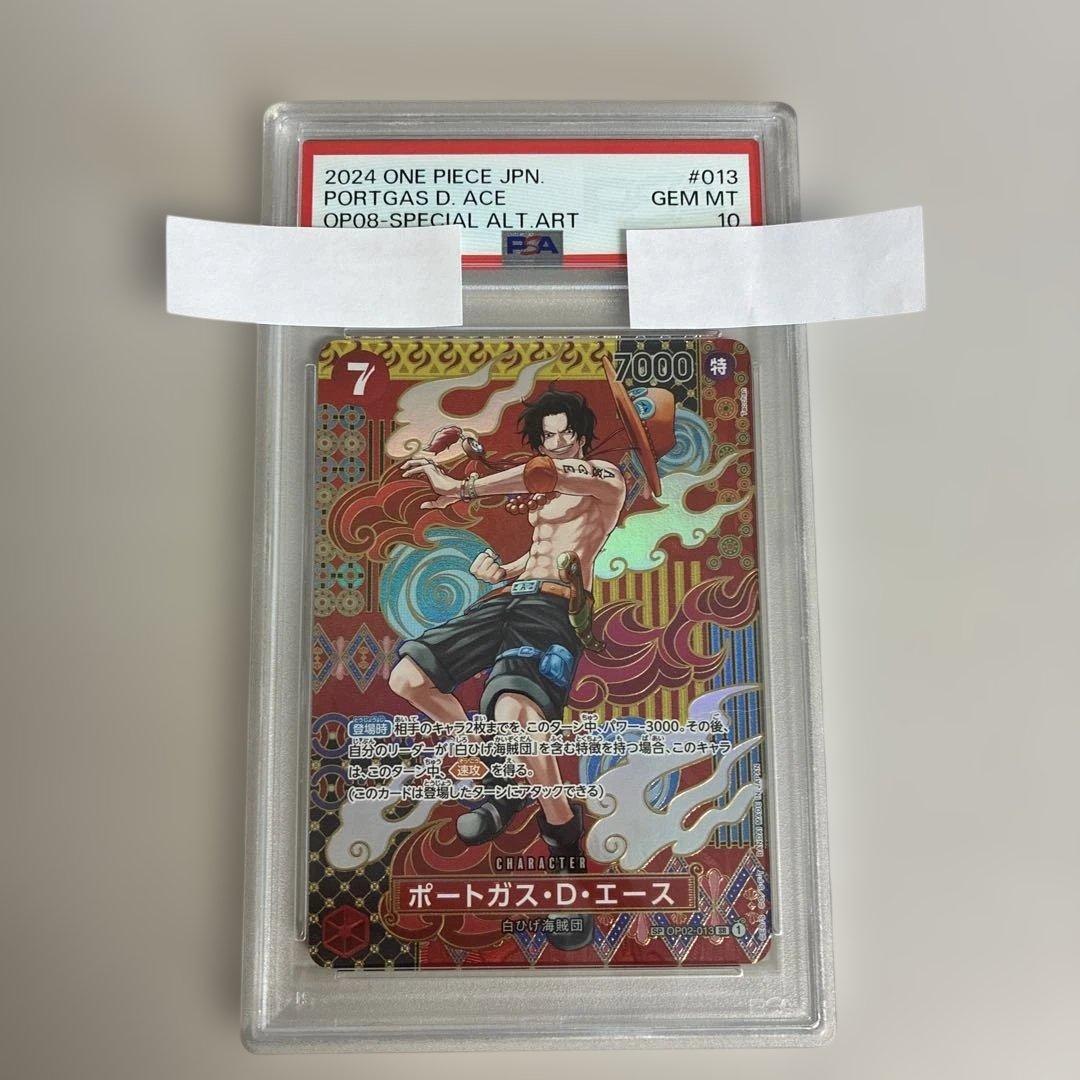 2024 ONE PIECE JPN.
#013
PORTGAS D. ACE
GEM MT
OP08-SPECIAL ALT.ART
10
PSA
7
7000
特
Tacchan
登場時 相手のキャラ2枚までを、このターン中、パワー-3000。その後、
自分のリーダーが『白ひげ海賊団』を含む特徴を持つ場合、このキャラ
は、このターン中、速攻を得る。
(このカードは登場したターンにアタックできる)
BANDAI MADE IN JAPAN
CHARACTER
ポートガス・D・エース
白ひげ海賊団
SP OP02-013 SR 1